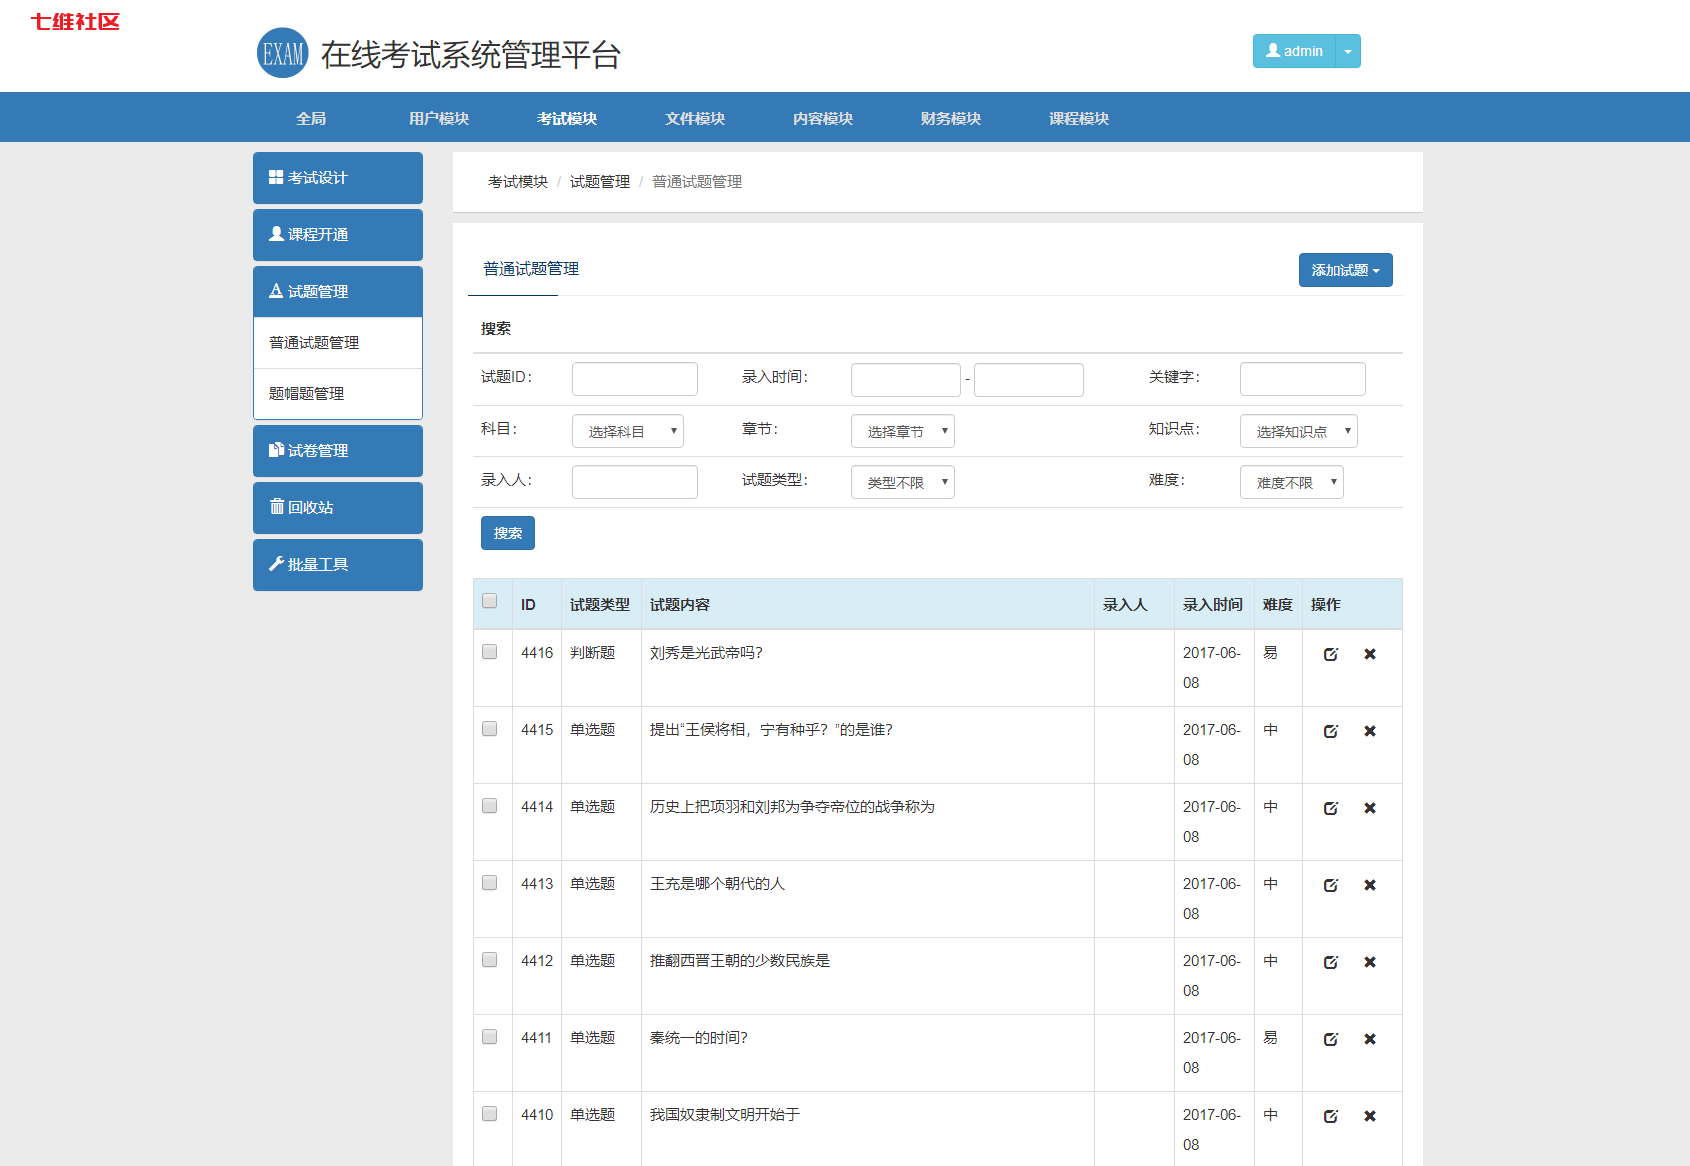 七维社区
EXAM 在线考试系统管理平台
admin
全局 用户模块 考试模块 文件模块 内容模块 财务模块 课程模块
考试设计
课程开通
试题管理
普通试题管理
题帽题管理
试卷管理
回收站
批量工具
考试模块 / 试题管理 / 普通试题管理
普通试题管理
添加试题
搜索
试题ID： 录入时间： - 关键字：
科目： 选择科目 章节： 选择章节 知识点： 选择知识点
录入人： 试题类型： 类型不限 难度： 难度不限
搜索
ID 试题类型 试题内容 录入人 录入时间 难度 操作
4416 判断题 刘秀是光武帝吗？ 2017-06-08 易
4415 单选题 提出“王侯将相，宁有种乎？”的是谁？ 2017-06-08 中
4414 单选题 历史上把项羽和刘邦为争夺帝位的战争称为 2017-06-08 中
4413 单选题 王充是哪个朝代的人 2017-06-08 中
4412 单选题 推翻西晋王朝的少数民族是 2017-06-08 中
4411 单选题 秦统一的时间？ 2017-06-08 易
4410 单选题 我国奴隶制文明开始于 2017-06-08 中